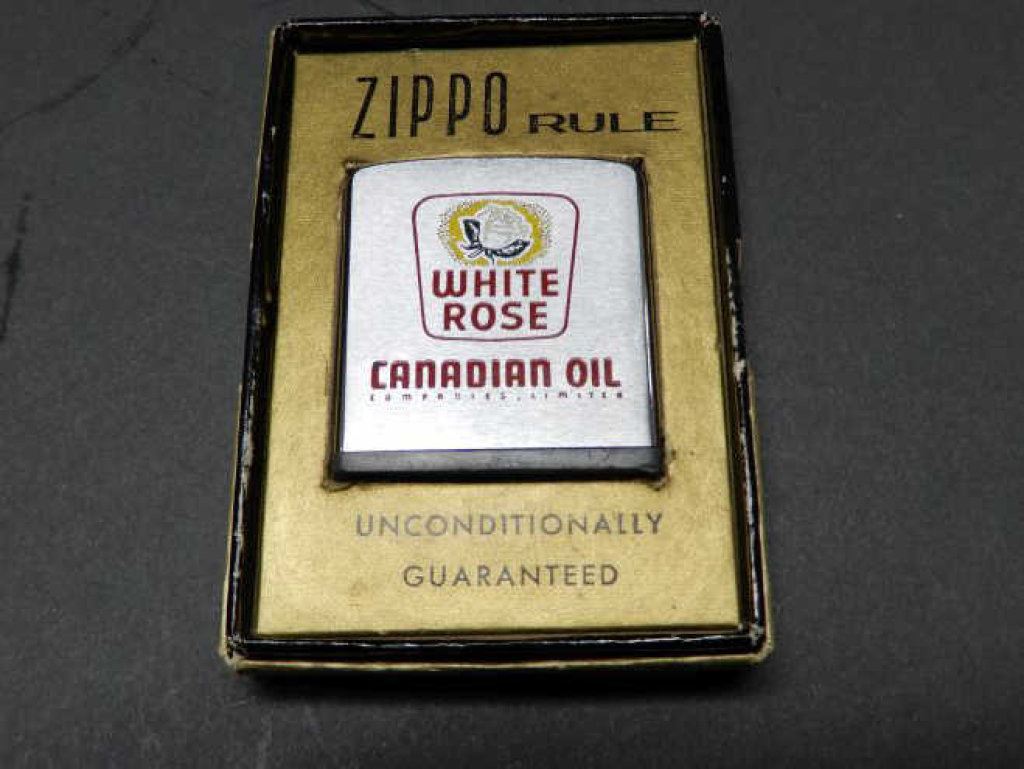 ZIPPO RULE
WHITE
ROSE
CANADIAN OIL
COMPANIES, LIMITED
UNCONDITIONALLY
GUARANTEED